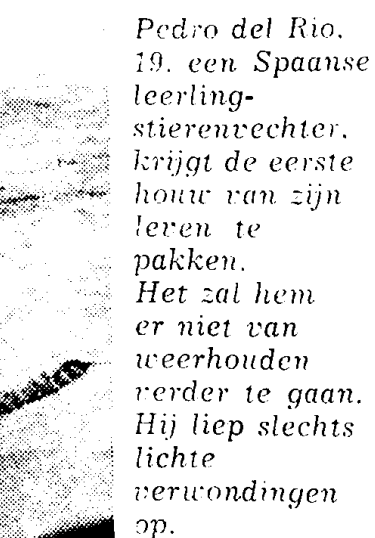 Pedro del Rio,
19, een Spaanse
leerling-
stierenvechter,
krijgt de eerste
houw van zijn
leven te
pakken.
Het zal hem
er niet van
weerhouden
verder te gaan.
Hij liep slechts
lichte
verwondingen
op.